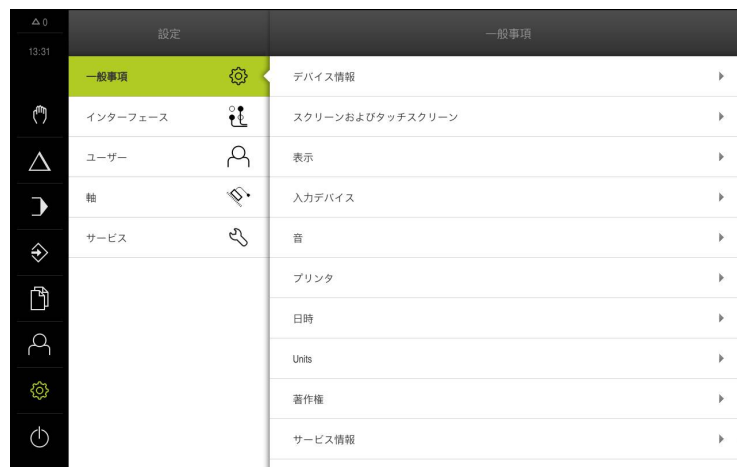 0
13:31
設定
一般事項
一般事項
インターフェース
ユーザー
軸
サービス
デバイス情報
スクリーンおよびタッチスクリーン
表示
入力デバイス
音
プリンタ
日時
Units
著作権
サービス情報